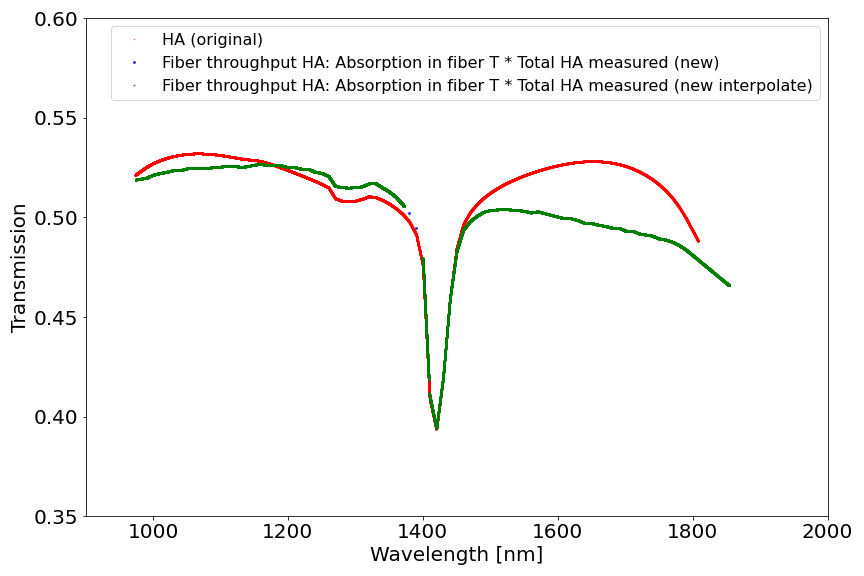 HA (original)
Fiber throughput HA: Absorption in fiber T * Total HA measured (new)
Fiber throughput HA: Absorption in fiber T * Total HA measured (new interpolate)
0.60
0.55
0.50
0.45
0.40
0.35
Transmission
1000 1200 1400 1600 1800 2000
Wavelength [nm]